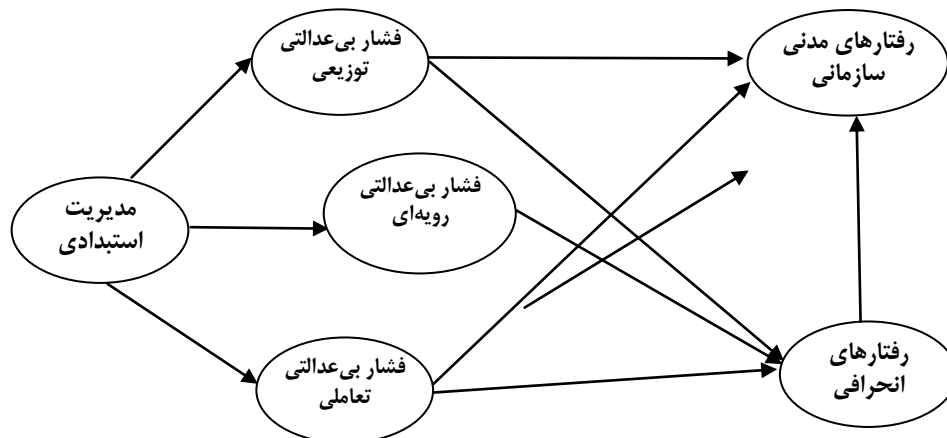 فشار بی‌عدالتی
توزیعی
رفتارهای مدنی
سازمانی
فشار بی‌عدالتی
رویه‌ای
مدیریت
استبدادی
فشار بی‌عدالتی
تعاملی
رفتارهای
انحرافی